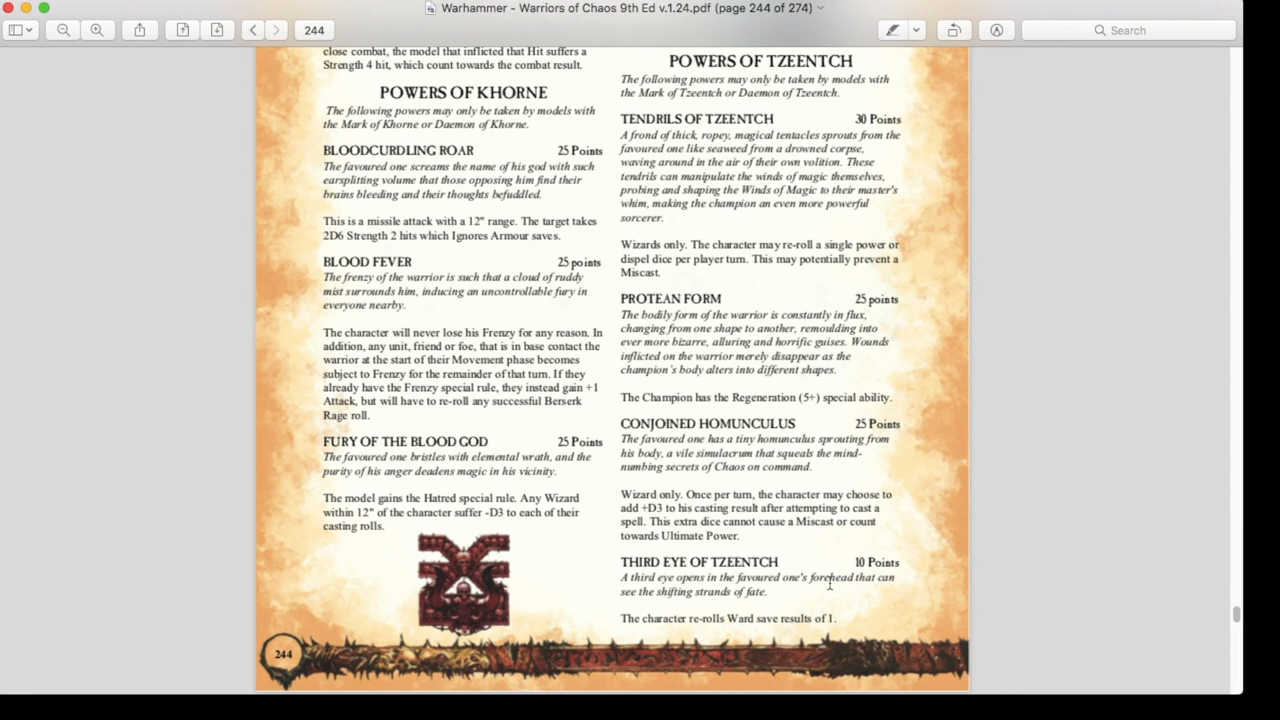 Warhammer - Warriors of Chaos 9th Ed v.1.24.pdf (page 244 of 274)
244
Search
close combat, the model that inflicted that Hit suffers a
Strength 4 hit, which count towards the combat result.
POWERS OF KHORNE
The following powers may only be taken by models with
the Mark of Khorne or Daemon of Khorne.
BLOODCURDLING ROAR 25 Points
The favoured one screams the name of his god with such
earsplitting volume that those opposing him find their
brains bleeding and their thoughts befuddled.
This is a missile attack with a 12" range. The target takes
2D6 Strength 2 hits which Ignores Armour saves.
BLOOD FEVER 25 points
The frenzy of the warrior is such that a cloud of ruddy
mist surrounds him, inducing an uncontrollable fury in
everyone nearby.
The character will never lose his Frenzy for any reason. In
addition, any unit, friend or foe, that is in base contact the
warrior at the start of their Movement phase becomes
subject to Frenzy for the remainder of that turn. If they
already have the Frenzy special rule, they instead gain +1
Attack, but will have to re-roll any successful Berserk
Rage roll.
FURY OF THE BLOOD GOD 25 Points
The favoured one bristles with elemental wrath, and the
purity of his anger deadens magic in his vicinity.
The model gains the Hatred special rule. Any Wizard
within 12" of the character suffer -D3 to each of their
casting rolls.
POWERS OF TZEENTCH
The following powers may only be taken by models with
the Mark of Tzeentch or Daemon of Tzeentch.
TENDRILS OF TZEENTCH 30 Points
A frond of thick, ropey, magical tentacles sprouts from the
favoured one like seaweed from a drowned corpse,
waving around in the air of their own volition. These
tendrils can manipulate the winds of magic themselves,
probing and shaping the Winds of Magic to their master's
whim, making the champion an even more powerful
sorcerer.
Wizards only. The character may re-roll a single power or
dispel dice per player turn. This may potentially prevent a
Miscast.
PROTEAN FORM 25 points
The bodily form of the warrior is constantly in flux,
changing from one shape to another, remoulding into
ever more bizarre, alluring and horrific guises. Wounds
inflicted on the warrior merely disappear as the
champion's body alters into different shapes.
The Champion has the Regeneration (5+) special ability.
CONJOINED HOMUNCULUS 25 Points
The favoured one has a tiny homunculus sprouting from
his body, a vile simulacrum that squeals the mind-
numbing secrets of Chaos on command.
Wizard only. Once per turn, the character may choose to
add +D3 to his casting result after attempting to cast a
spell. This extra dice cannot cause a Miscast or count
towards Ultimate Power.
THIRD EYE OF TZEENTCH 10 Points
A third eye opens in the favoured one's forehead that can
see the shifting strands of fate.
The character re-rolls Ward save results of 1.
244